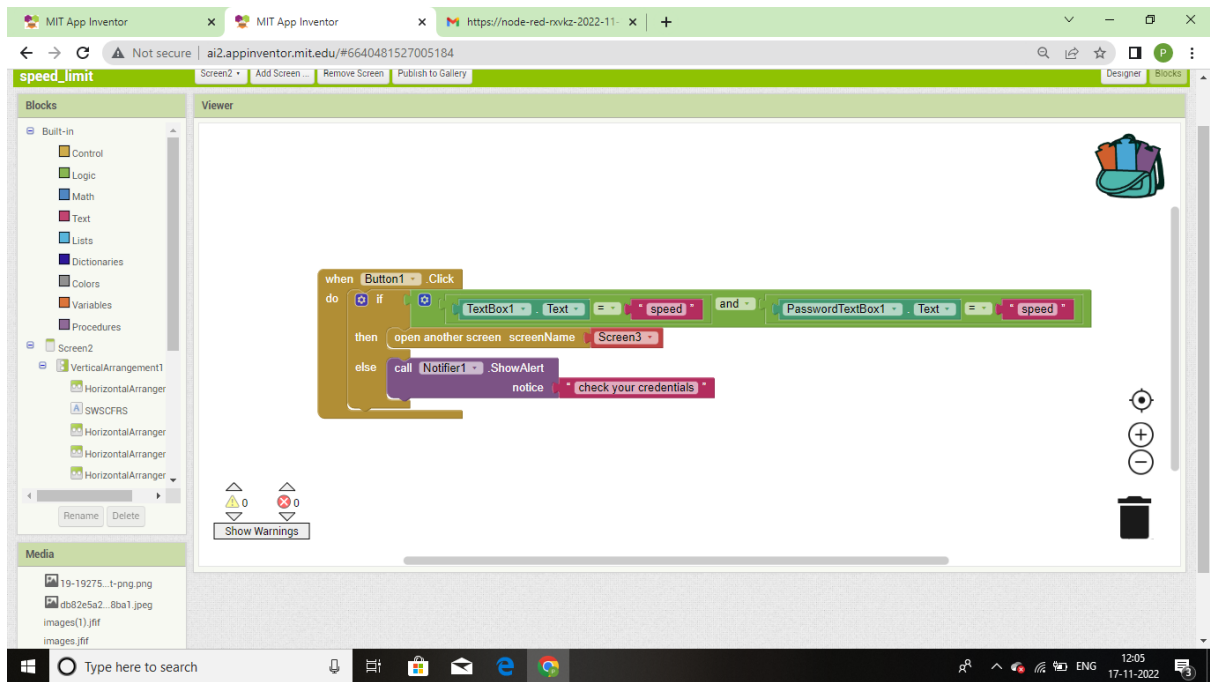 MIT App Inventor
MIT App Inventor
https://node-red-rxvkz-2022-11-
Not secure
ai2.appinventor.mit.edu/#6640481527005184
P
speed_limit
Screen2
Add Screen ...
Remove Screen
Publish to Gallery
Designer
Blocks
Blocks
Viewer
Built-in
Control
Logic
Math
Text
Lists
Dictionaries
Colors
Variables
Procedures
Screen2
VerticalArrangement1
HorizontalArranger
SWSCFRS
HorizontalArranger
HorizontalArranger
HorizontalArranger
Rename
Delete
Media
19-19275...t-png.png
db82e5a2...8ba1.jpeg
images(1).jfif
images.jfif
when Button1 .Click
do if TextBox1 . Text = " speed " and PasswordTextBox1 . Text = " speed "
then open another screen screenName Screen3
else call Notifier1 .ShowAlert
notice " check your credentials "
0
0
Show Warnings
Type here to search
ENG
12:05
17-11-2022
3